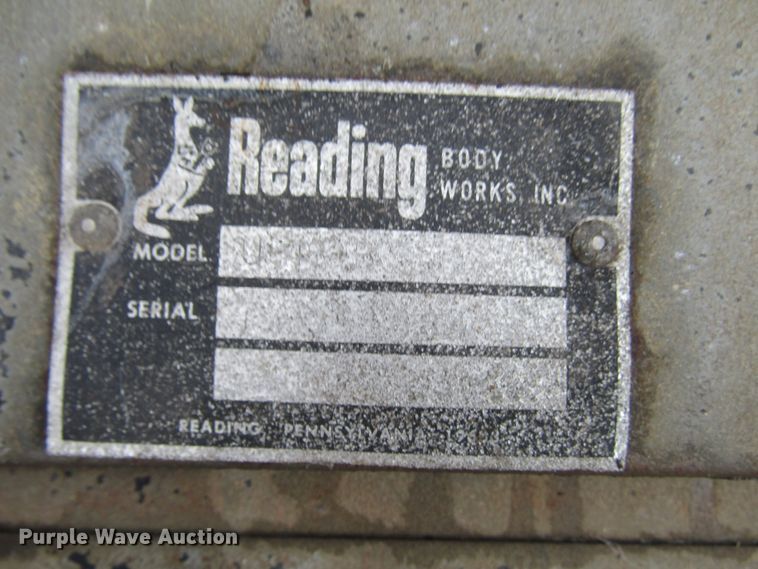 Reading BODY
WORKS, INC
MODEL
SERIAL
READING, PENNSYLVANIA
Purple Wave Auction